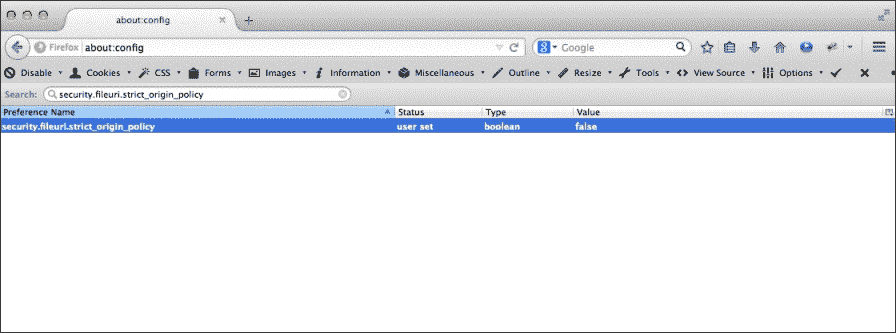 about:config
Firefox about:config Google
Disable Cookies CSS Forms Images Information Miscellaneous Outline Resize Tools View Source Options
Search: security.fileuri.strict_origin_policy
Preference Name Status Type Value
security.fileuri.strict_origin_policy user set boolean false